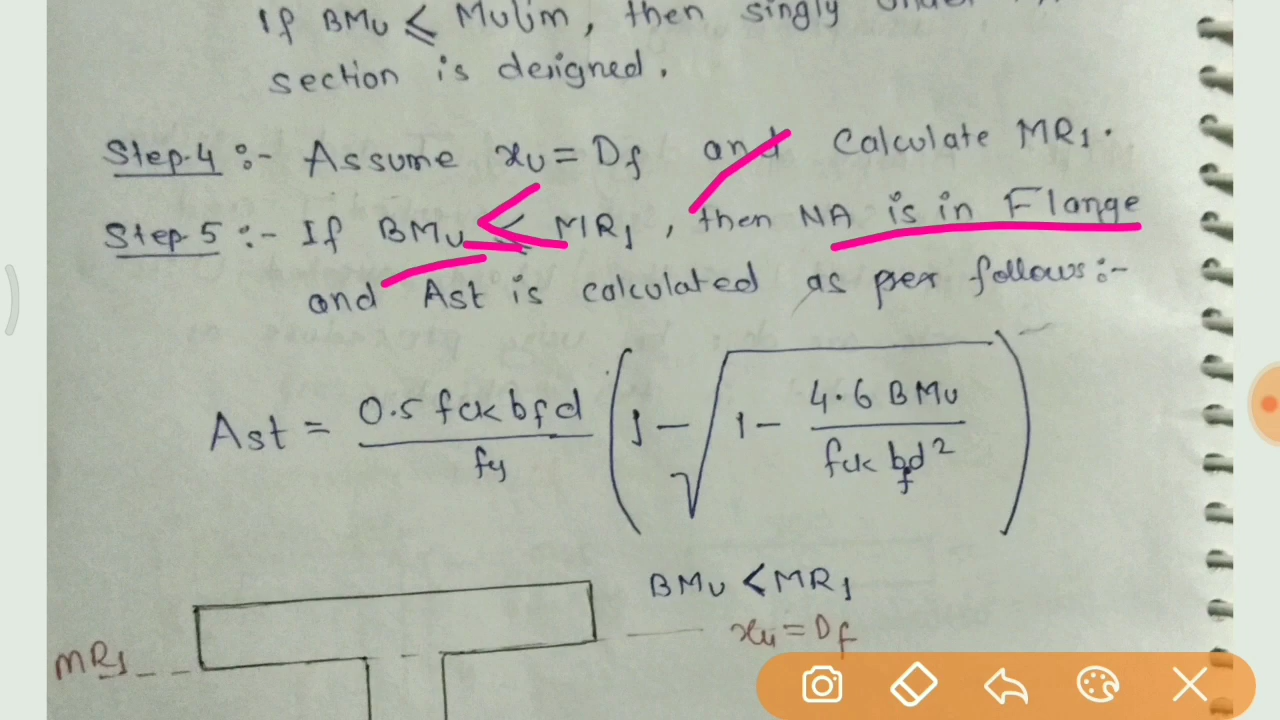 If BMu ≤ Mulim, then singly under
section is designed.
Step-4 :- Assume xu = Df and Calculate MR1.
Step-5 :- If BMu ≤ MR1, then NA is in Flange
and Ast is calculated as per follows :-
Ast = 0.5 fck bf d / fy (1 - √(1 - 4.6 BMu / fck bf d²))
BMu < MR1
xu = Df
MR1